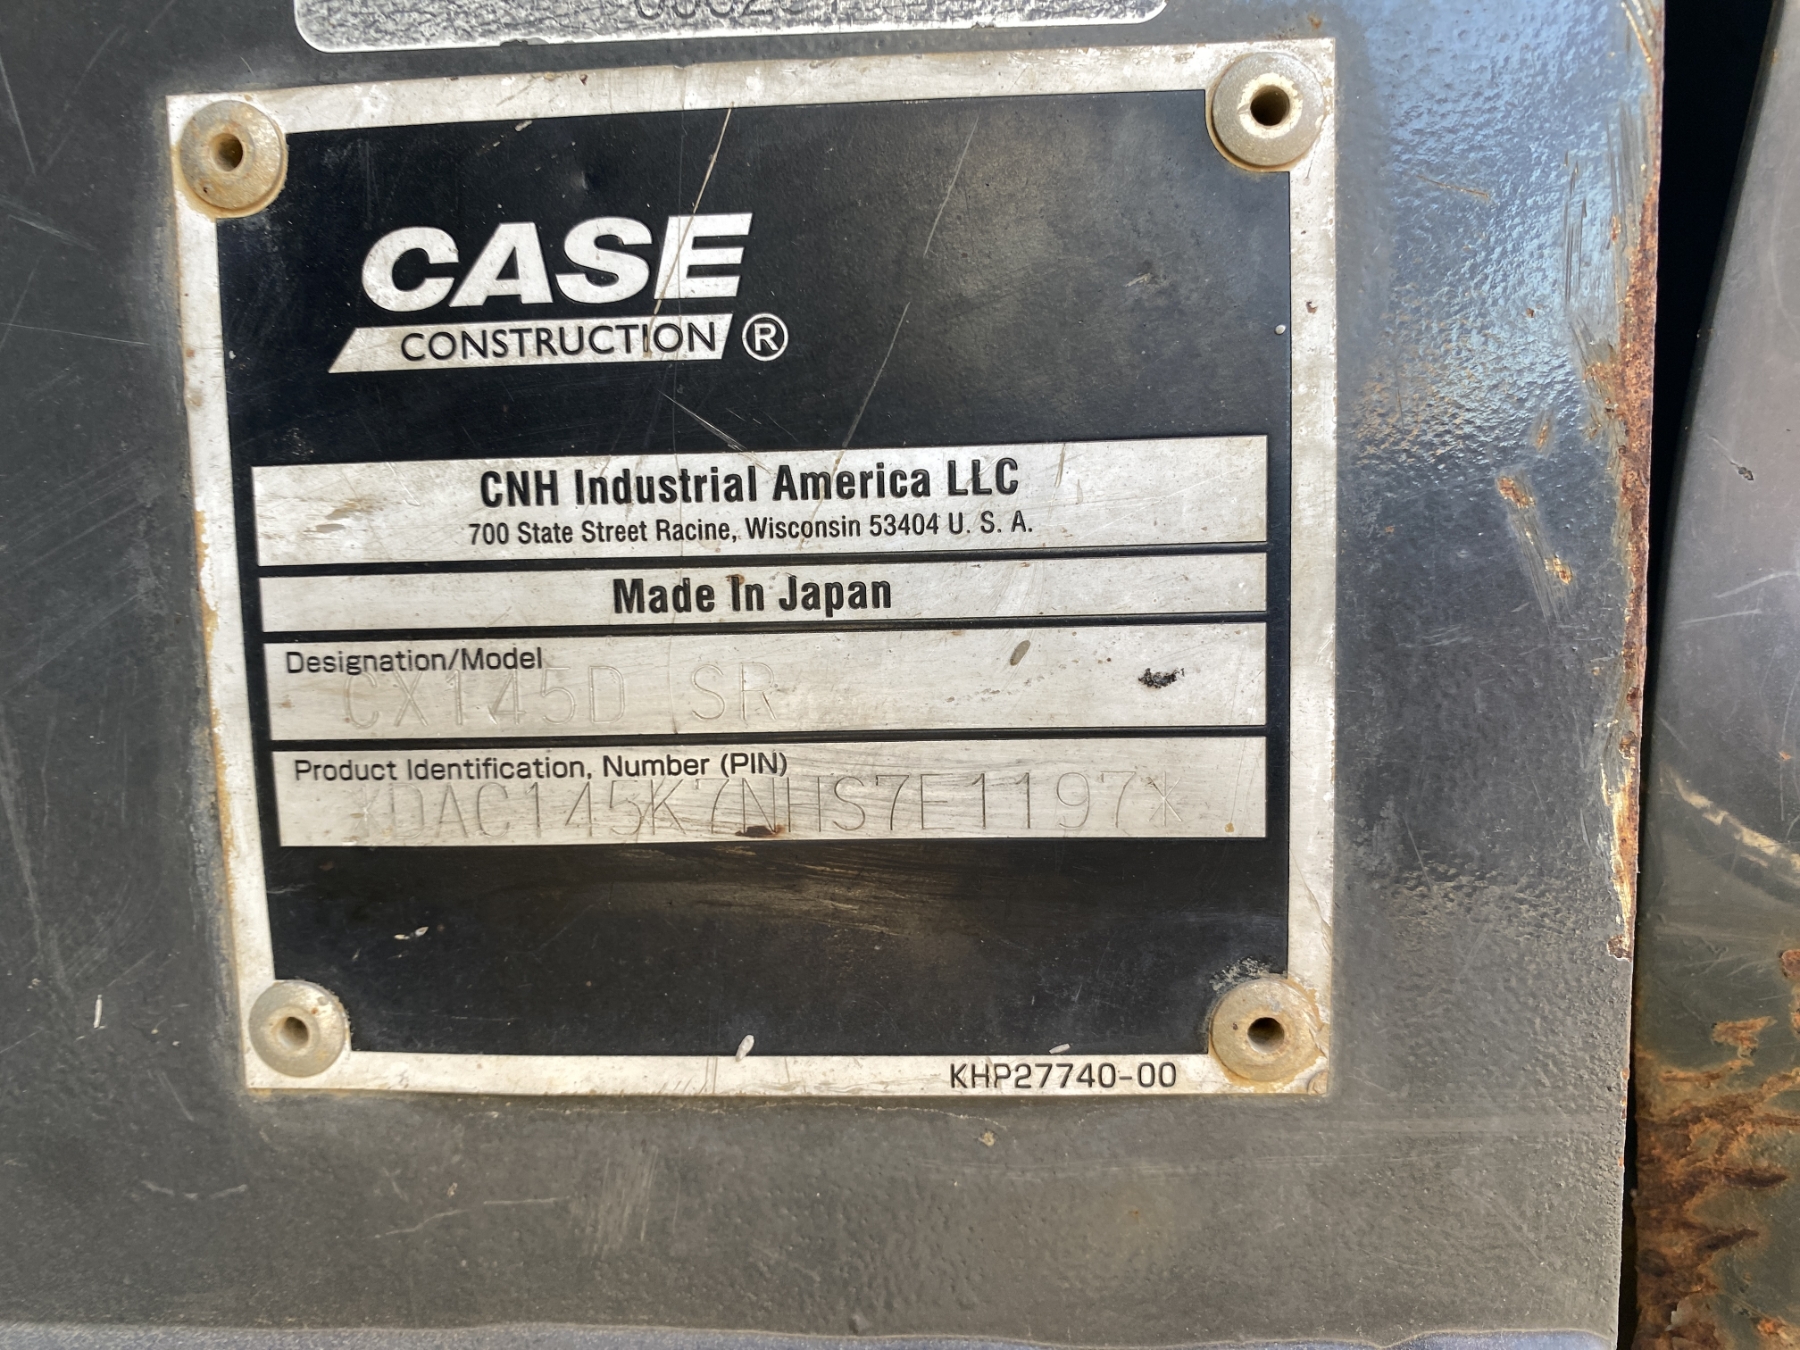 CASE
CONSTRUCTION ®
CNH Industrial America LLC
700 State Street Racine, Wisconsin 53404 U. S. A.
Made In Japan
Designation/Model
CX145D SR
Product Identification, Number (PIN)
*DAC145K7NHS7E1197*
KHP27740-00